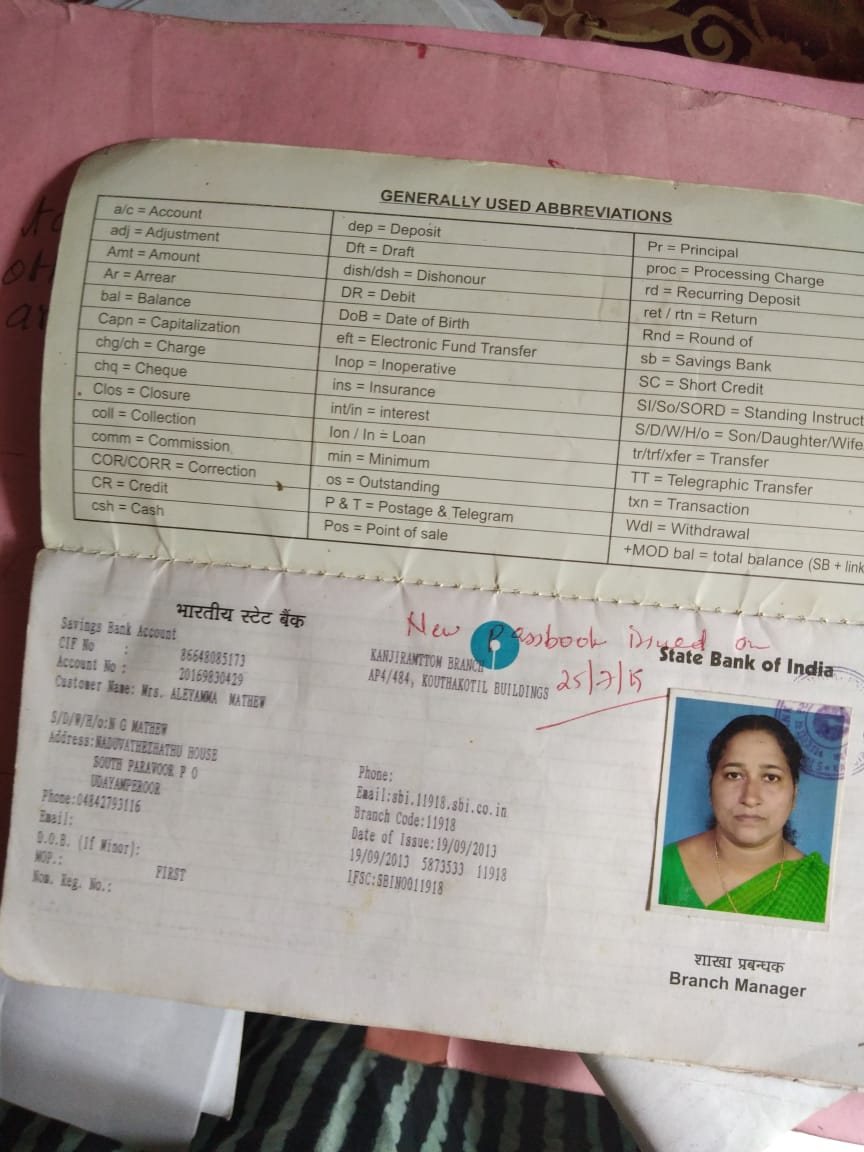 GENERALLY USED ABBREVIATIONS
a/c = Account
adj = Adjustment
Amt = Amount
Ar = Arrear
bal = Balance
Capn = Capitalization
chg/ch = Charge
chq = Cheque
Clos = Closure
coll = Collection
comm = Commission
COR/CORR = Correction
CR = Credit
csh = Cash
dep = Deposit
Dft = Draft
dish/dsh = Dishonour
DR = Debit
DoB = Date of Birth
eft = Electronic Fund Transfer
Inop = Inoperative
ins = Insurance
int/in = interest
lon / ln = Loan
min = Minimum
os = Outstanding
P & T = Postage & Telegram
Pos = Point of sale
Pr = Principal
proc = Processing Charge
rd = Recurring Deposit
ret / rtn = Return
Rnd = Round of
sb = Savings Bank
SC = Short Credit
SI/So/SORD = Standing Instruct
S/D/W/H/o = Son/Daughter/Wife
tr/trf/xfer = Transfer
TT = Telegraphic Transfer
txn = Transaction
Wdl = Withdrawal
+MOD bal = total balance (SB + link
भारतीय स्टेट बैंक
New Passbook issued on
25/7/15
State Bank of India
Savings Bank Account
CIF No : 86648085173
Account No : 20169830429
Customer Name: Mrs. ALEYAMMA MATHEW
KANJIRAMTTOM BRANCH
AP4/484, KOUTHAKOTIL BUILDINGS
S/D/W/H/o:N G MATHEW
Address:NADUVATHEZHATHU HOUSE
SOUTH PARAVOOR P O
UDAYAMPEROOR
Phone:04842793116
Email:
D.O.B. (If Minor):
MOP.: FIRST
Nom. Reg. No.:
Phone:
Email:sbi.11918.sbi.co.in
Branch Code:11918
Date of Issue:19/09/2013
19/09/2013 5873533 11918
IFSC:SBIN0011918
शाखा प्रबन्धक
Branch Manager